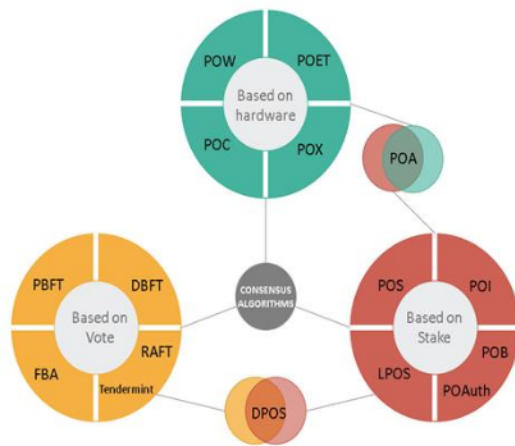 POW
POET
Based on
hardware
POC
POX
POA
PBFT
DBFT
Based on
Vote
RAFT
FBA
Tendermint
CONSENSUS
ALGORITHMS
POS
POI
Based on
Stake
POB
LPOS
POAuth
DPOS